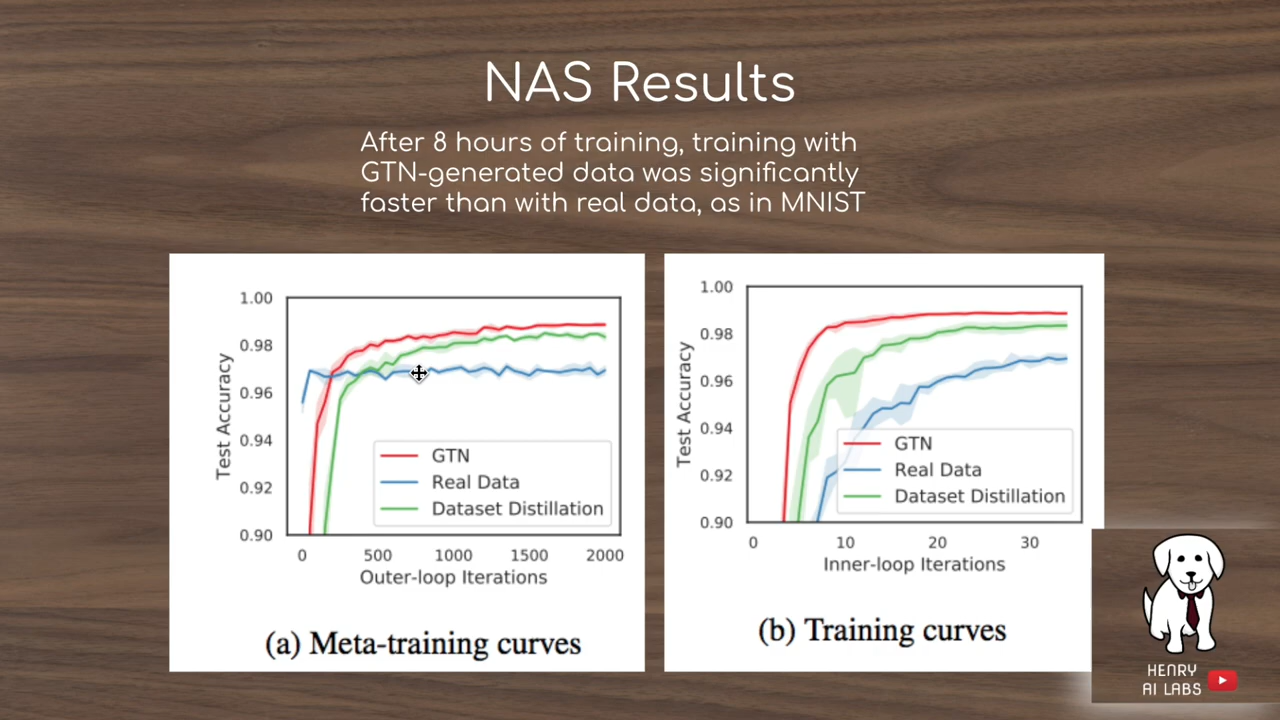 NAS Results
After 8 hours of training, training with
GTN-generated data was significantly
faster than with real data, as in MNIST
1.00
0.98
0.96
0.94
0.92
0.90
Test Accuracy
GTN
Real Data
Dataset Distillation
0 500 1000 1500 2000
Outer-loop Iterations
(a) Meta-training curves
1.00
0.98
0.96
0.94
0.92
0.90
Test Accuracy
GTN
Real Data
Dataset Distillation
0 10 20 30
Inner-loop Iterations
(b) Training curves
HENRY
AI LABS